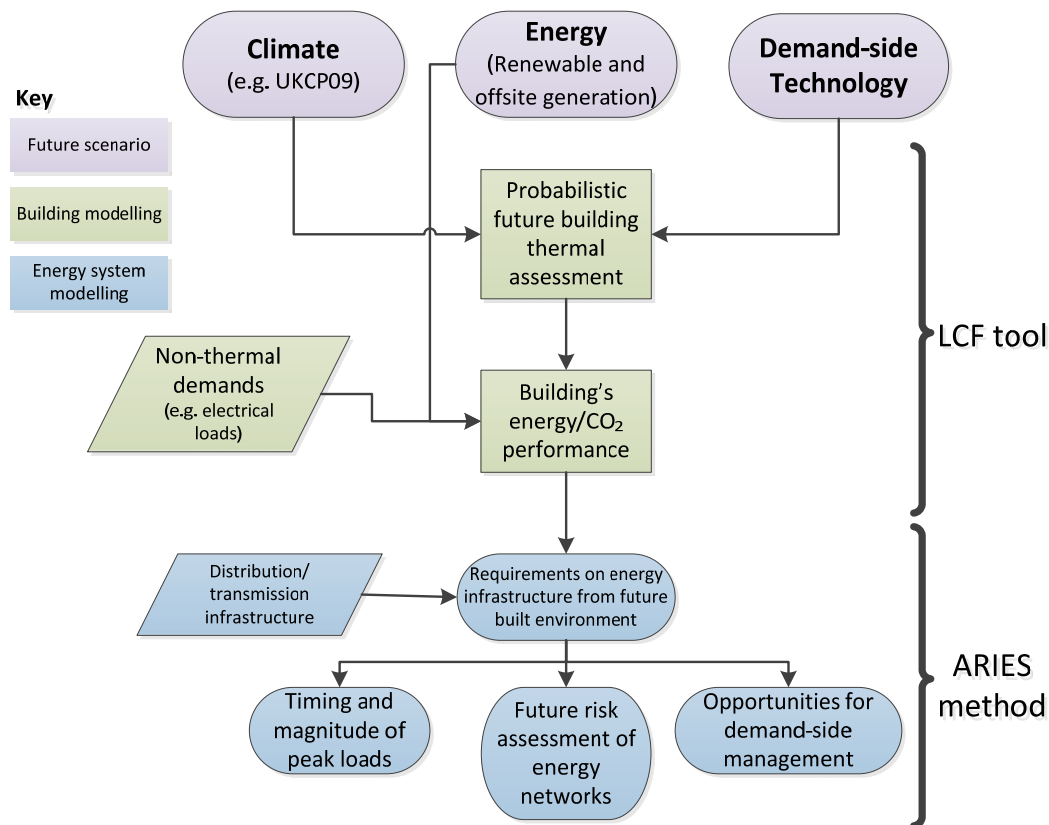 Climate
(e.g. UKCP09)
Energy
(Renewable and
offsite generation)
Demand-side
Technology
Key
Future scenario
Building modelling
Energy system
modelling
Probabilistic
future building
thermal
assessment
LCF tool
Non-thermal
demands
(e.g. electrical
loads)
Building's
energy/CO₂
performance
Distribution/
transmission
infrastructure
Requirements on energy
infrastructure from future
built environment
ARIES
method
Timing and
magnitude of
peak loads
Future risk
assessment of
energy
networks
Opportunities for
demand-side
management